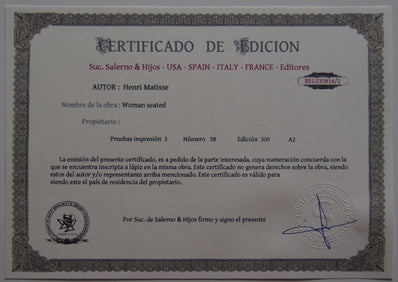 CERTIFICADO DE EDICION
Suc. Salerno & Hijos - USA - SPAIN - ITALY - FRANCE - Editores
REG235814/2
AUTOR : Henri Matisse
Nombre de la obra : Woman seated
Propietario :
Pruebas impresión 3 Número 58 Edición 300 A2
La emisión del presente certificado, es a pedido de la parte interesada, cuya numeración concuerda con la
que se encuentra inscripta a lápiz en la misma obra. Este certificado no genera derechos sobre la obra, siendo
estos del autor y/o representante arriba mencionado. Este certificado es válido para
siendo este el país de residencia del propietario.
Por Suc. de Salerno & Hijos firmo y signo el presente